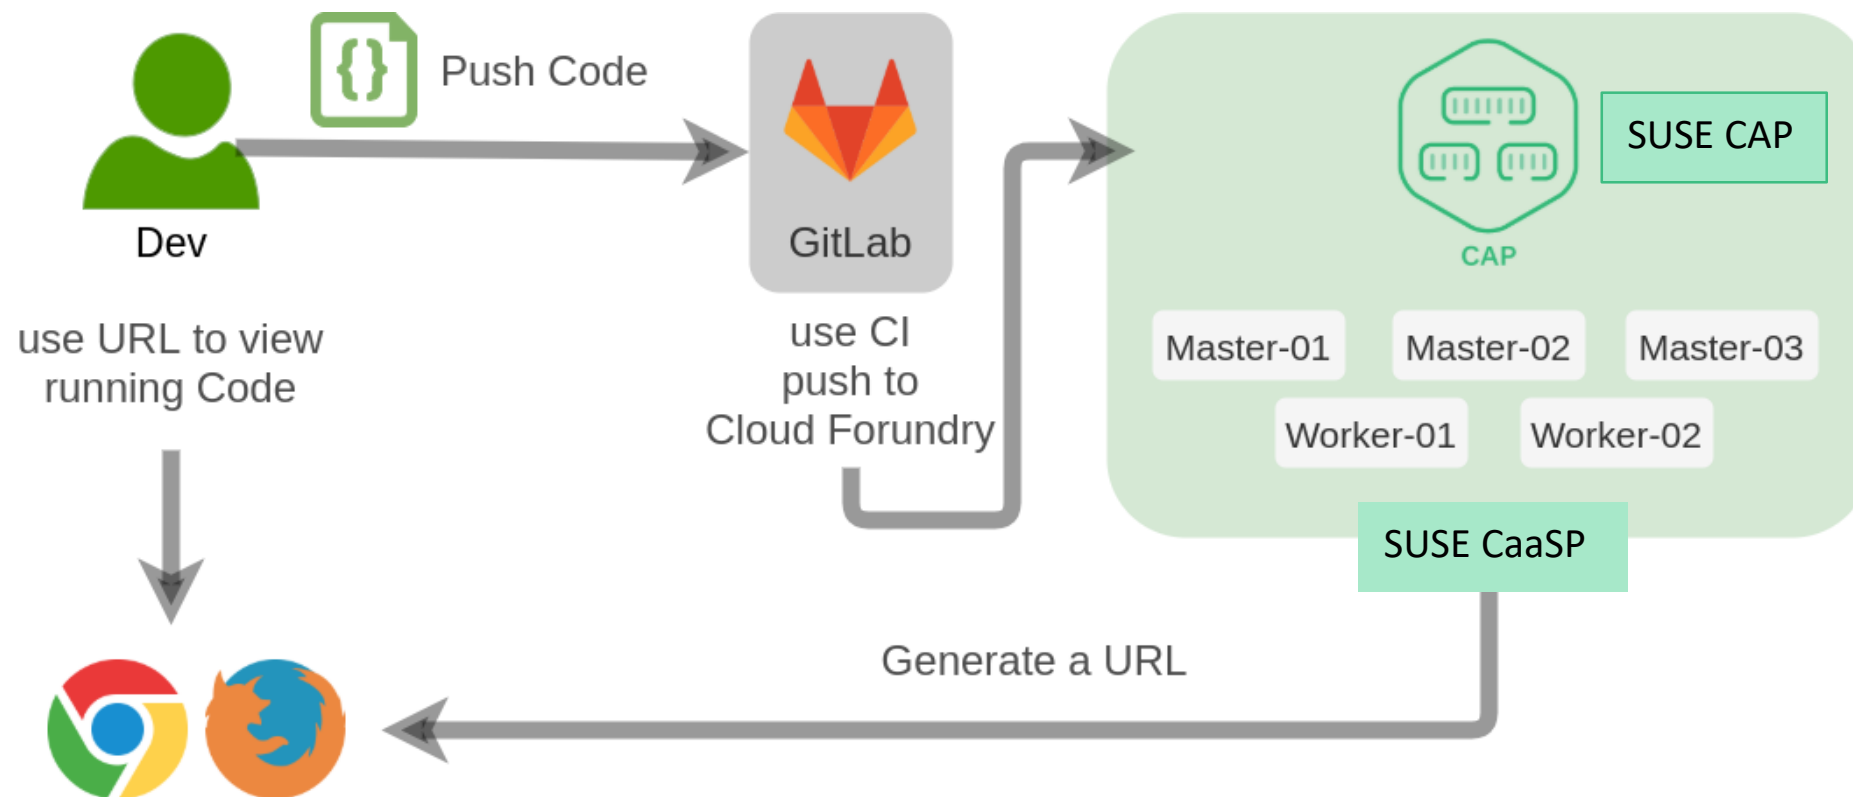 Push Code
Dev
GitLab
use URL to view
running Code
use CI
push to
Cloud Forundry
SUSE CAP
CAP
Master-01
Master-02
Master-03
Worker-01
Worker-02
SUSE CaaSP
Generate a URL